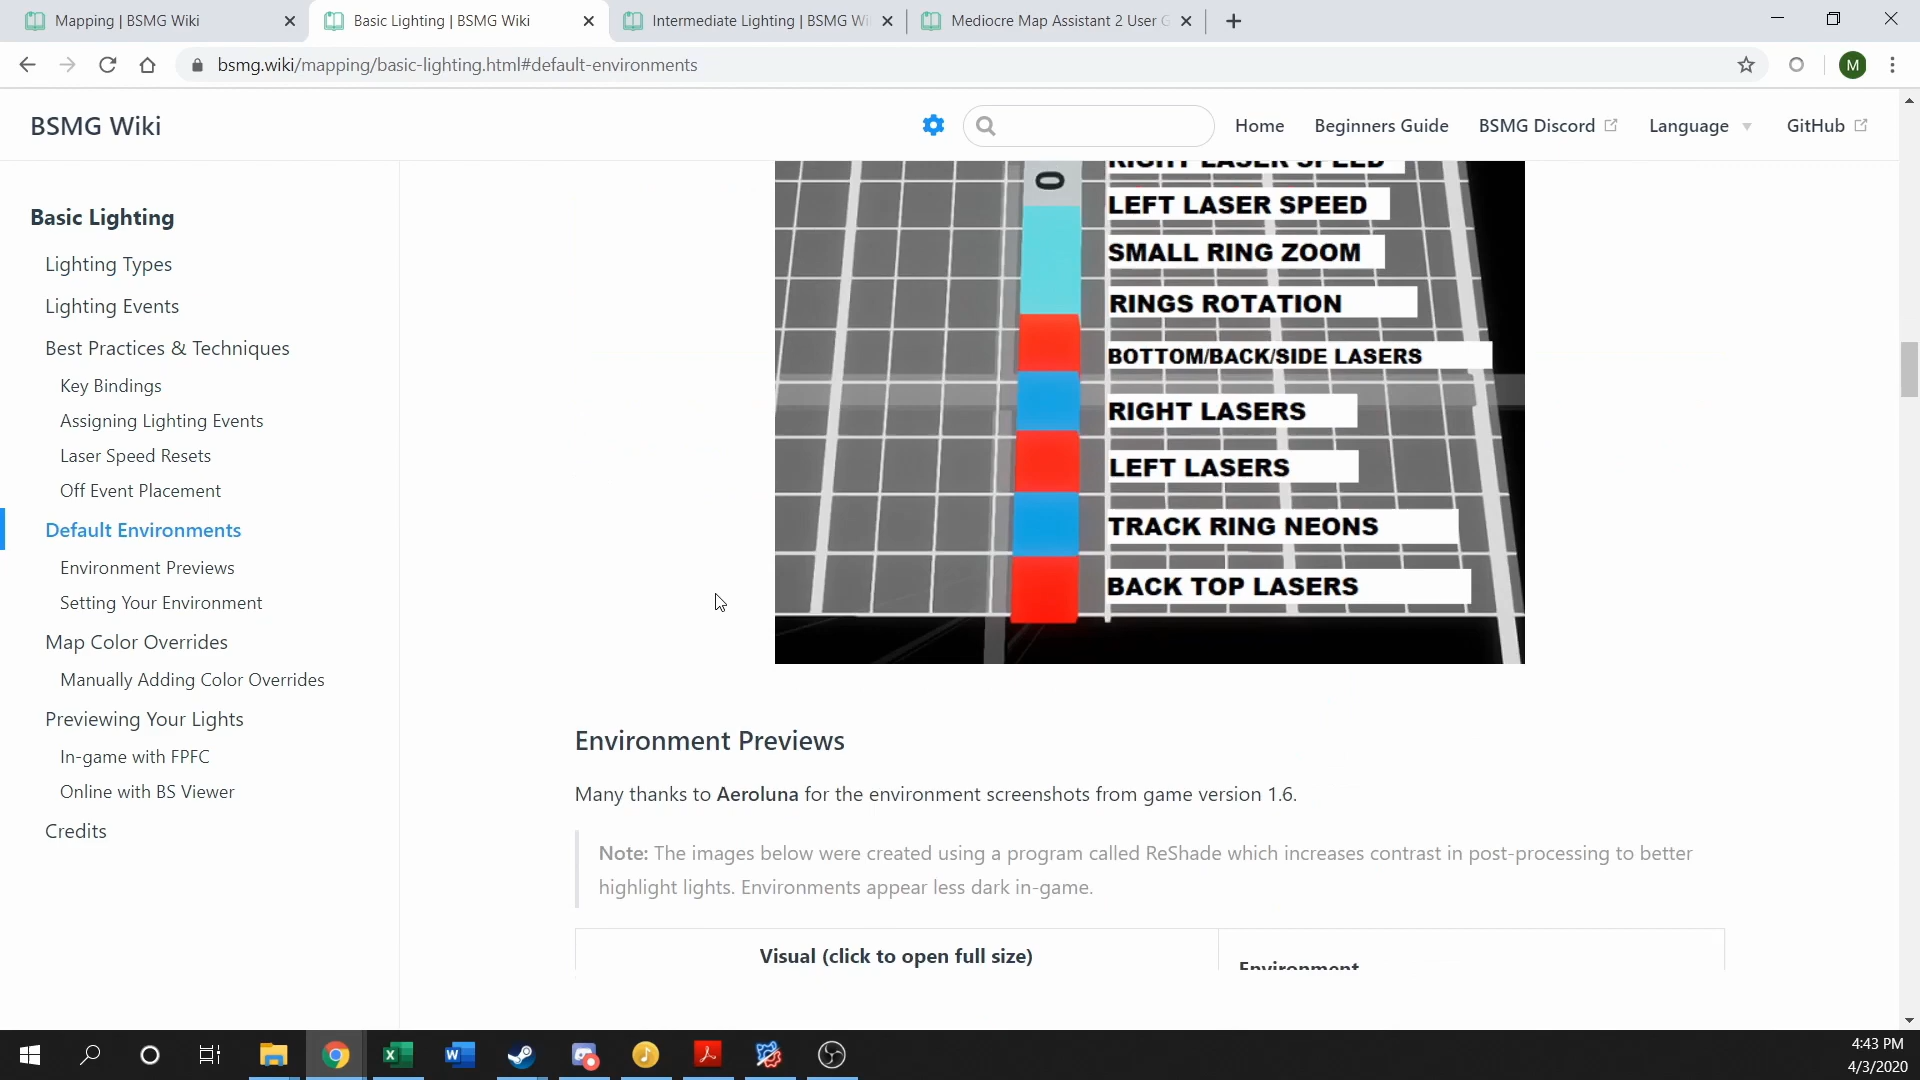 Mapping | BSMG Wiki
Basic Lighting | BSMG Wiki
Intermediate Lighting | BSMG Wi
Mediocre Map Assistant 2 User G
bsmg.wiki/mapping/basic-lighting.html#default-environments
M
BSMG Wiki
Home
Beginners Guide
BSMG Discord
Language
GitHub
Basic Lighting
Lighting Types
Lighting Events
Best Practices & Techniques
Key Bindings
Assigning Lighting Events
Laser Speed Resets
Off Event Placement
Default Environments
Environment Previews
Setting Your Environment
Map Color Overrides
Manually Adding Color Overrides
Previewing Your Lights
In-game with FPFC
Online with BS Viewer
Credits
RIGHT LASER SPEED
0
LEFT LASER SPEED
SMALL RING ZOOM
RINGS ROTATION
BOTTOM/BACK/SIDE LASERS
RIGHT LASERS
LEFT LASERS
TRACK RING NEONS
BACK TOP LASERS
Environment Previews
Many thanks to Aeroluna for the environment screenshots from game version 1.6.
Note: The images below were created using a program called ReShade which increases contrast in post-processing to better
highlight lights. Environments appear less dark in-game.
Visual (click to open full size)
Environment
4:43 PM
4/3/2020